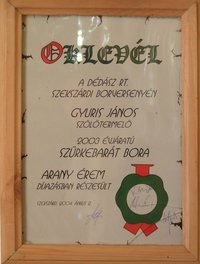 OKLEVÉL
A DÉDÁSZ RT.
SZEKSZÁRDI BORVERSENYÉN
GYURIS JÁNOS
SZŐLŐTERMELŐ
2003 ÉVJÁRATÚ
SZÜRKEBARÁT BORA
ARANY ÉREM
DÍJAZÁSBAN RÉSZESÜLT
SZEKSZÁRD, 2004. ÁPRILIS 2.